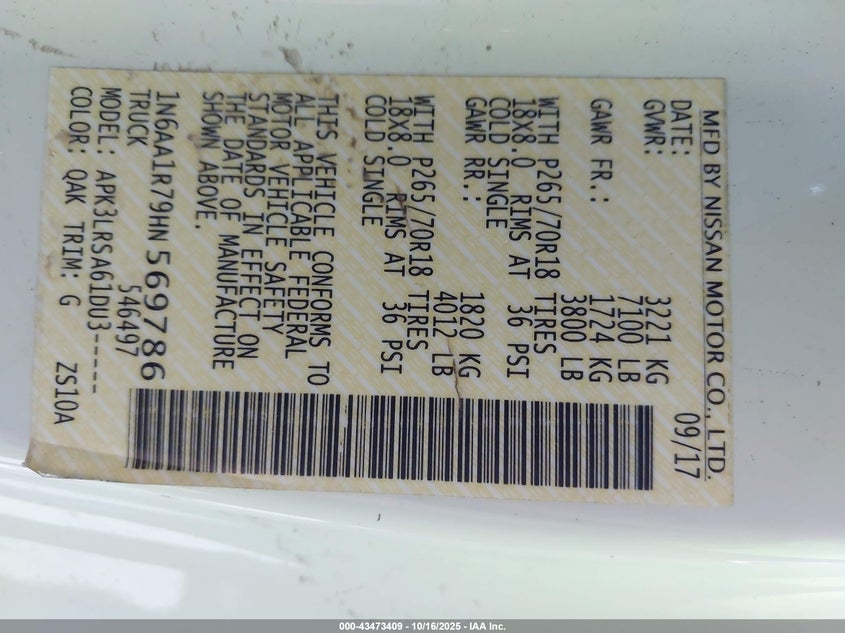 MFD BY NISSAN MOTOR CO., LTD.
DATE: 09/17
GVWR: 3221 KG
7100 LB
GAWR FR.: 1724 KG
3800 LB
WITH P265/70R18 TIRES
18X8.0 RIMS AT 36 PSI
COLD SINGLE
GAWR RR.: 1820 KG
4012 LB
WITH P265/70R18 TIRES
18X8.0 RIMS AT 36 PSI
COLD SINGLE
THIS VEHICLE CONFORMS TO
ALL APPLICABLE FEDERAL
MOTOR VEHICLE SAFETY
STANDARDS IN EFFECT ON
THE DATE OF MANUFACTURE
SHOWN ABOVE.
1N6AA1R79HN569786
TRUCK 546497
MODEL: APK3LRSA61DU3-----
COLOR: QAK TRIM: G ZS10A
000-43473409 - 10/16/2025 - IAA Inc.